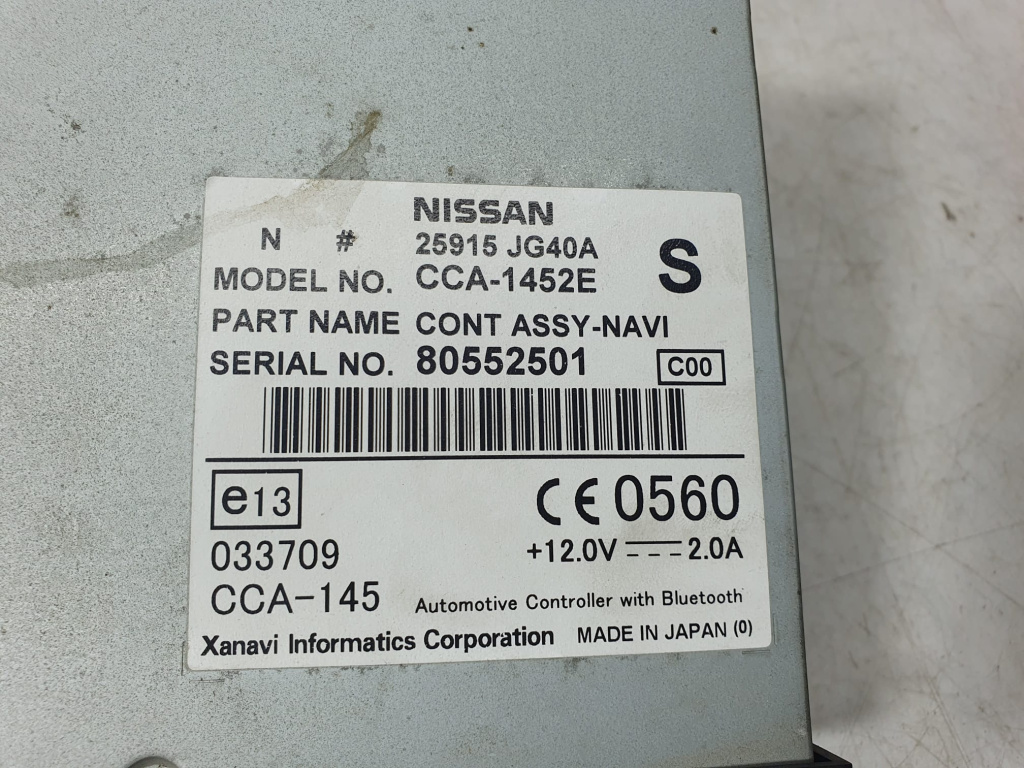 NISSAN
N # 25915 JG40A S
MODEL NO. CCA-1452E
PART NAME CONT ASSY-NAVI
SERIAL NO. 80552501 C00
e13 CE 0560
033709 +12.0V 2.0A
CCA-145 Automotive Controller with Bluetooth
Xanavi Informatics Corporation MADE IN JAPAN (0)